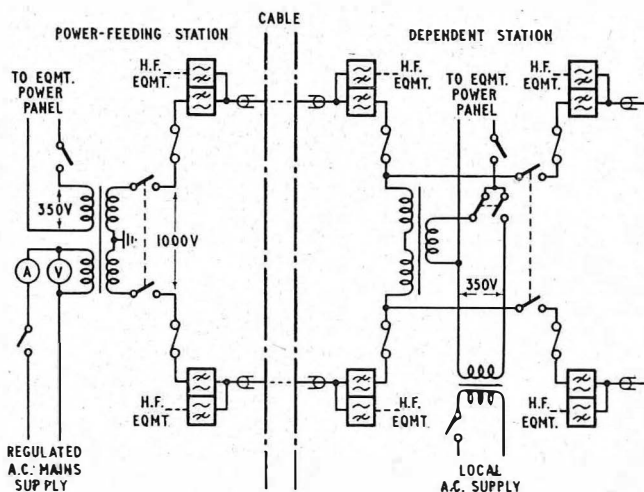 CABLE
POWER-FEEDING STATION
DEPENDENT STATION
H.F.
EQMT.
TO EQMT.
POWER
PANEL
350V
1000V
A
V
H.F.
EQMT.
REGULATED
A.C. MAINS
SUPPLY
H.F.
EQMT.
TO EQMT.
POWER
PANEL
H.F.
EQMT.
350V
H.F.
EQMT.
H.F.
EQMT.
LOCAL
A.C. SUPPLY